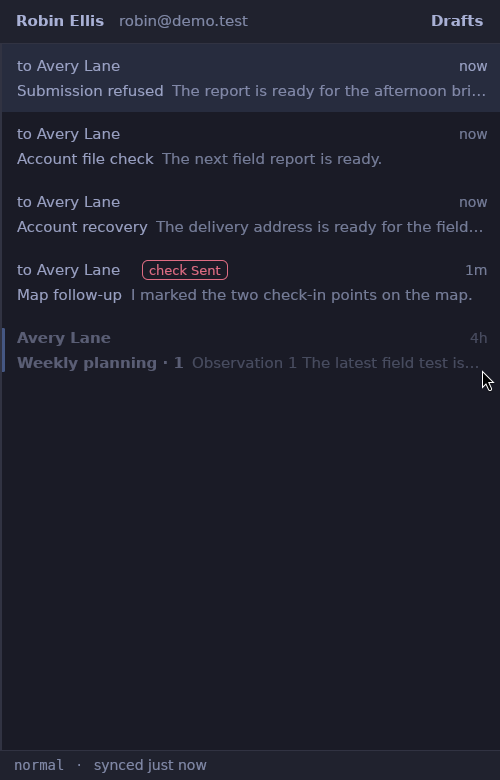 Robin Ellis robin@demo.test Drafts
to Avery Lane now
Submission refused The report is ready for the afternoon bri…
to Avery Lane now
Account file check The next field report is ready.
to Avery Lane now
Account recovery The delivery address is ready for the field…
to Avery Lane check Sent 1m
Map follow-up I marked the two check-in points on the map.
Avery Lane 4h
Weekly planning · 1 Observation 1 The latest field test is…
normal · synced just now